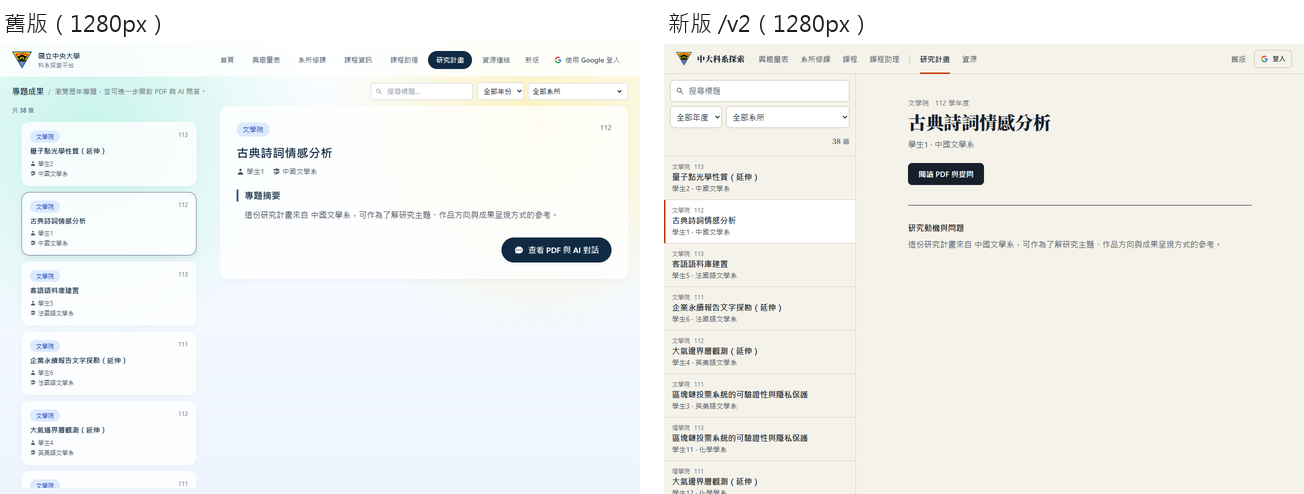 舊版（1280px）
國立中央大學
科系探索平台
首頁 興趣量表 系所修課 課程資訊 課程助理 研究計畫 資源連結 新版 G 使用 Google 登入
專題成果 / 瀏覽歷年專題，並可進一步開啟 PDF 與 AI 問答。
搜尋標題... 全部年份 全部系所
共 38 筆
文學院 113
量子點光學性質（延伸）
學生2
中國文學系
文學院 112
古典詩詞情感分析
學生1
中國文學系
文學院 113
客語語料庫建置
學生5
法國語文學系
文學院 111
企業永續報告文字探勘（延伸）
學生6
法國語文學系
文學院 112
大氣邊界層觀測（延伸）
學生4
英美語文學系
文學院 111
文學院 112
古典詩詞情感分析
學生1 中國文學系
專題摘要
這份研究計畫來自 中國文學系，可作為了解研究主題、作品方向與成果呈現方式的參考。
查看 PDF 與 AI 對話
新版 /v2（1280px）
中大科系探索 興趣量表 系所修課 課程 課程助理 研究計畫 資源 舊版 G 登入
搜尋標題
全部年度 全部系所
38 筆
文學院 113
量子點光學性質（延伸）
學生2 · 中國文學系
文學院 112
古典詩詞情感分析
學生1 · 中國文學系
文學院 113
客語語料庫建置
學生5 · 法國語文學系
文學院 111
企業永續報告文字探勘（延伸）
學生6 · 法國語文學系
文學院 112
大氣邊界層觀測（延伸）
學生4 · 英美語文學系
文學院 111
區塊鏈投票系統的可驗證性與隱私保護
學生3 · 英美語文學系
理學院 113
區塊鏈投票系統的可驗證性與隱私保護
學生11 · 化學學系
理學院 111
大氣邊界層觀測（延伸）
學生12 · 化學學系
文學院 112 學年度
古典詩詞情感分析
學生1 · 中國文學系
閱讀 PDF 與提問
研究動機與問題
這份研究計畫來自 中國文學系，可作為了解研究主題、作品方向與成果呈現方式的參考。